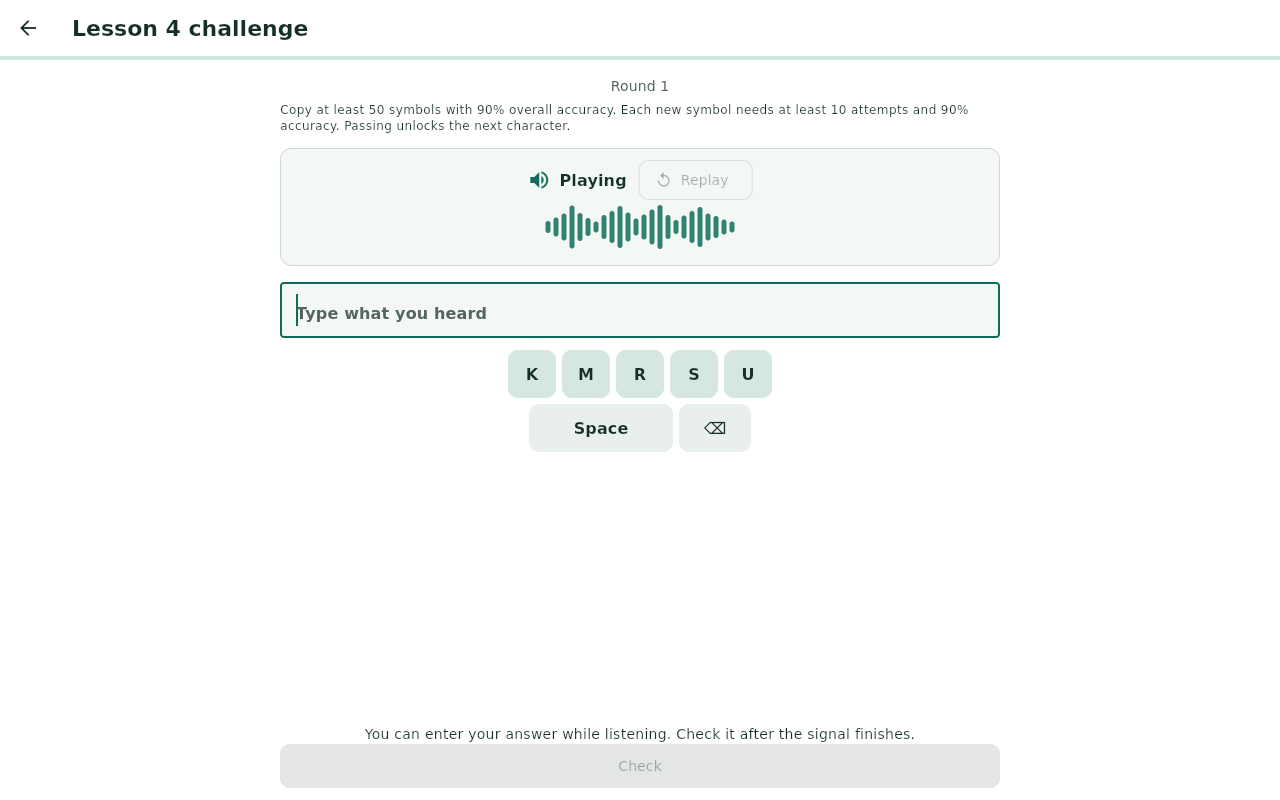 Lesson 4 challenge
Round 1
Copy at least 50 symbols with 90% overall accuracy. Each new symbol needs at least 10 attempts and 90%
accuracy. Passing unlocks the next character.
Playing
Replay
Type what you heard
K M R S U
Space ⌫
You can enter your answer while listening. Check it after the signal finishes.
Check